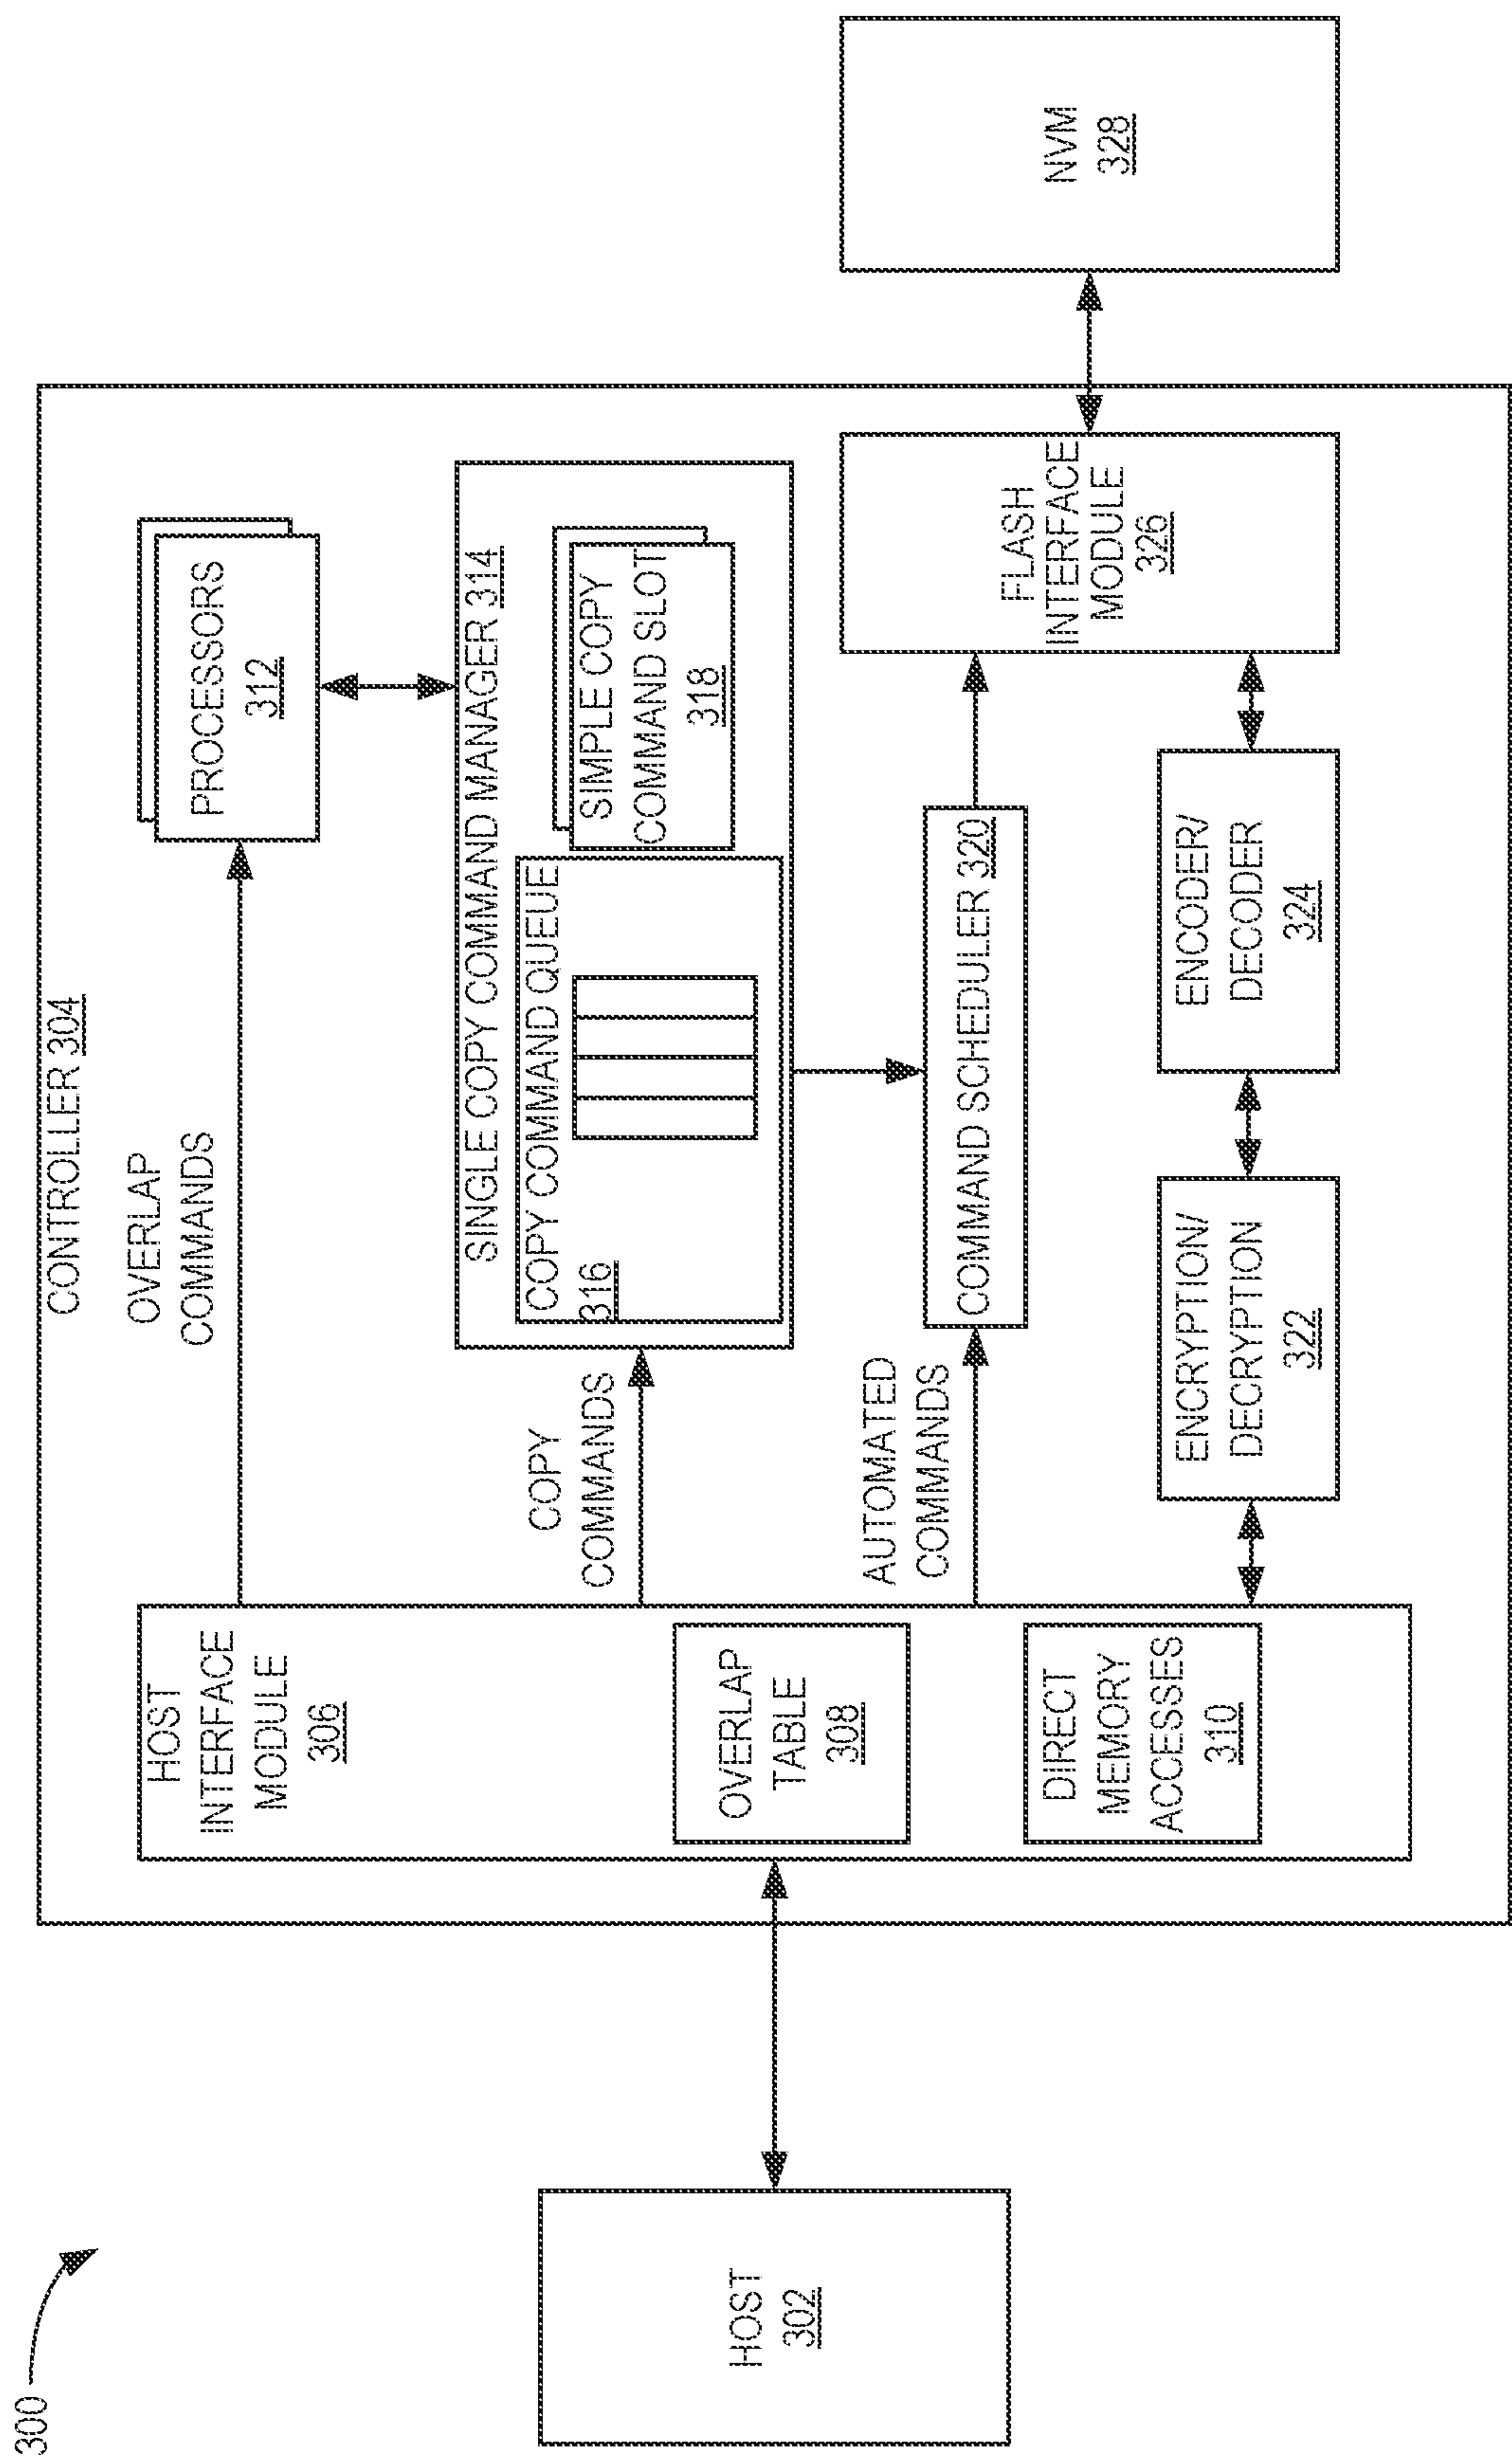 300
HOST
302
CONTROLLER 304
HOST
INTERFACE
MODULE
306
OVERLAP
TABLE
308
DIRECT
MEMORY
ACCESSES
310
OVERLAP
COMMANDS
COPY
COMMANDS
AUTOMATED
COMMANDS
PROCESSORS
312
SINGLE COPY COMMAND MANAGER 314
COPY COMMAND QUEUE
316
SIMPLE COPY
COMMAND SLOT
318
COMMAND SCHEDULER 320
ENCRYPTION/
DECRYPTION
322
ENCODER/
DECODER
324
FLASH
INTERFACE
MODULE
326
NVM
328